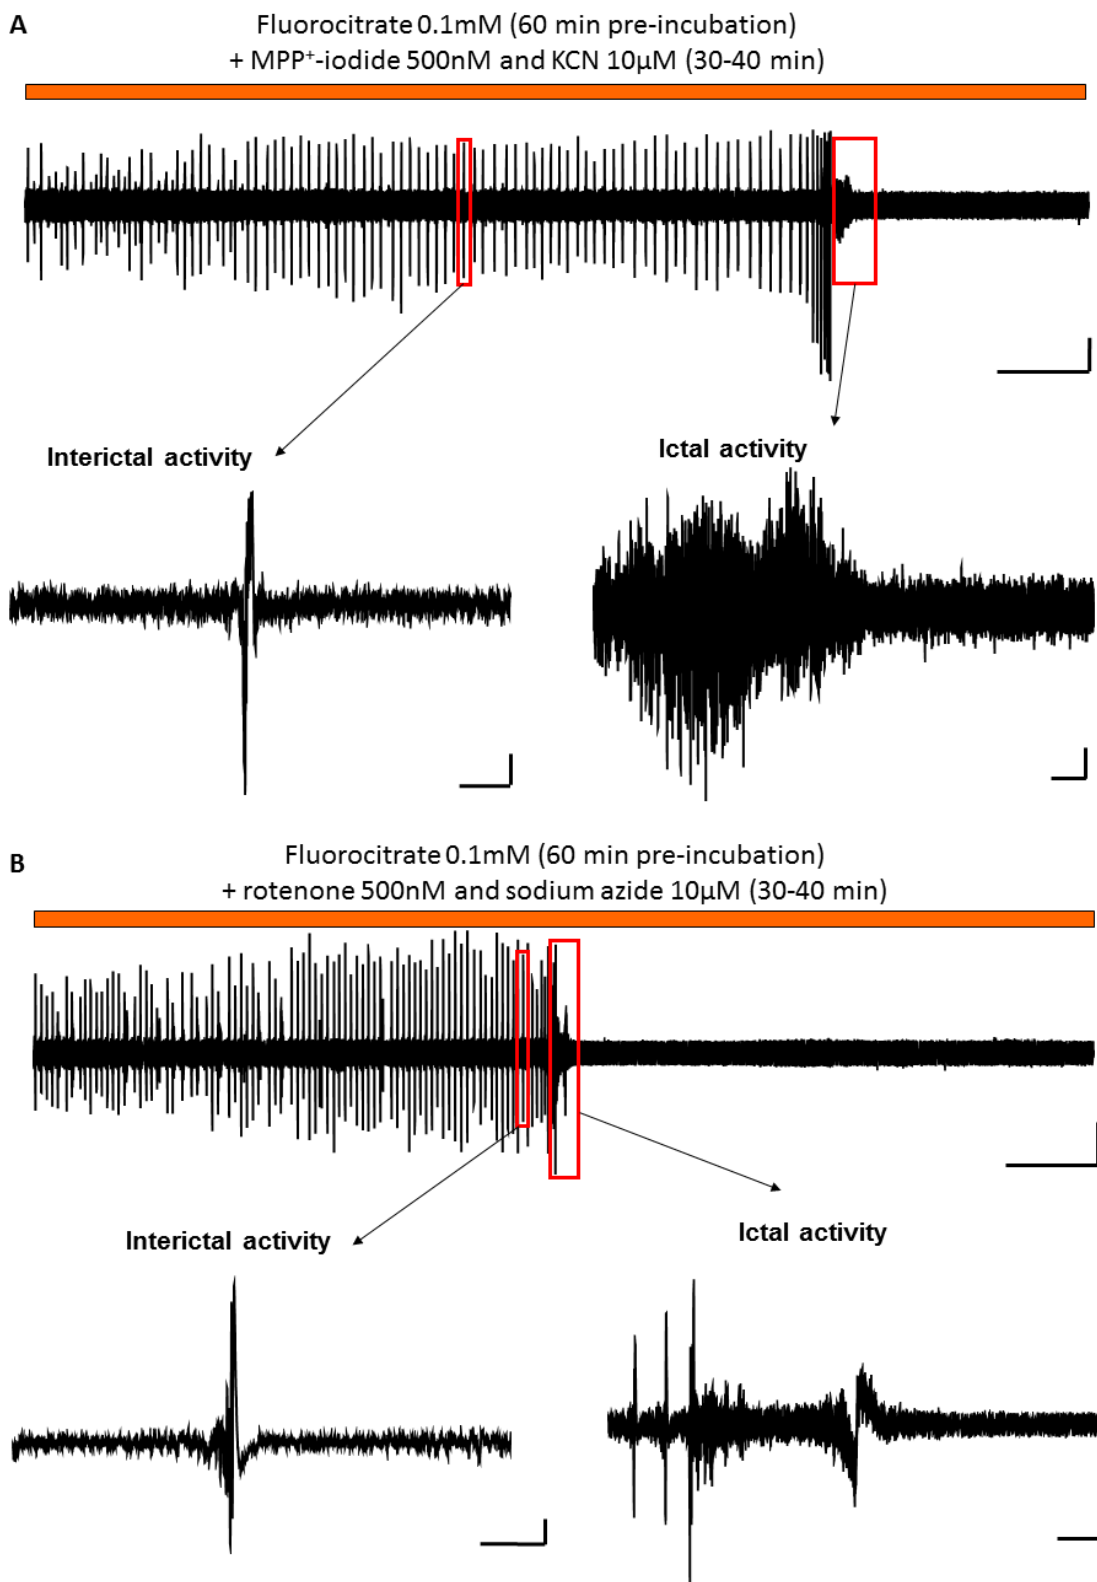 A
Fluorocitrate 0.1mM (60 min pre-incubation)
+ MPP⁺-iodide 500nM and KCN 10µM (30-40 min)
Interictal activity
Ictal activity
B
Fluorocitrate 0.1mM (60 min pre-incubation)
+ rotenone 500nM and sodium azide 10µM (30-40 min)
Interictal activity
Ictal activity